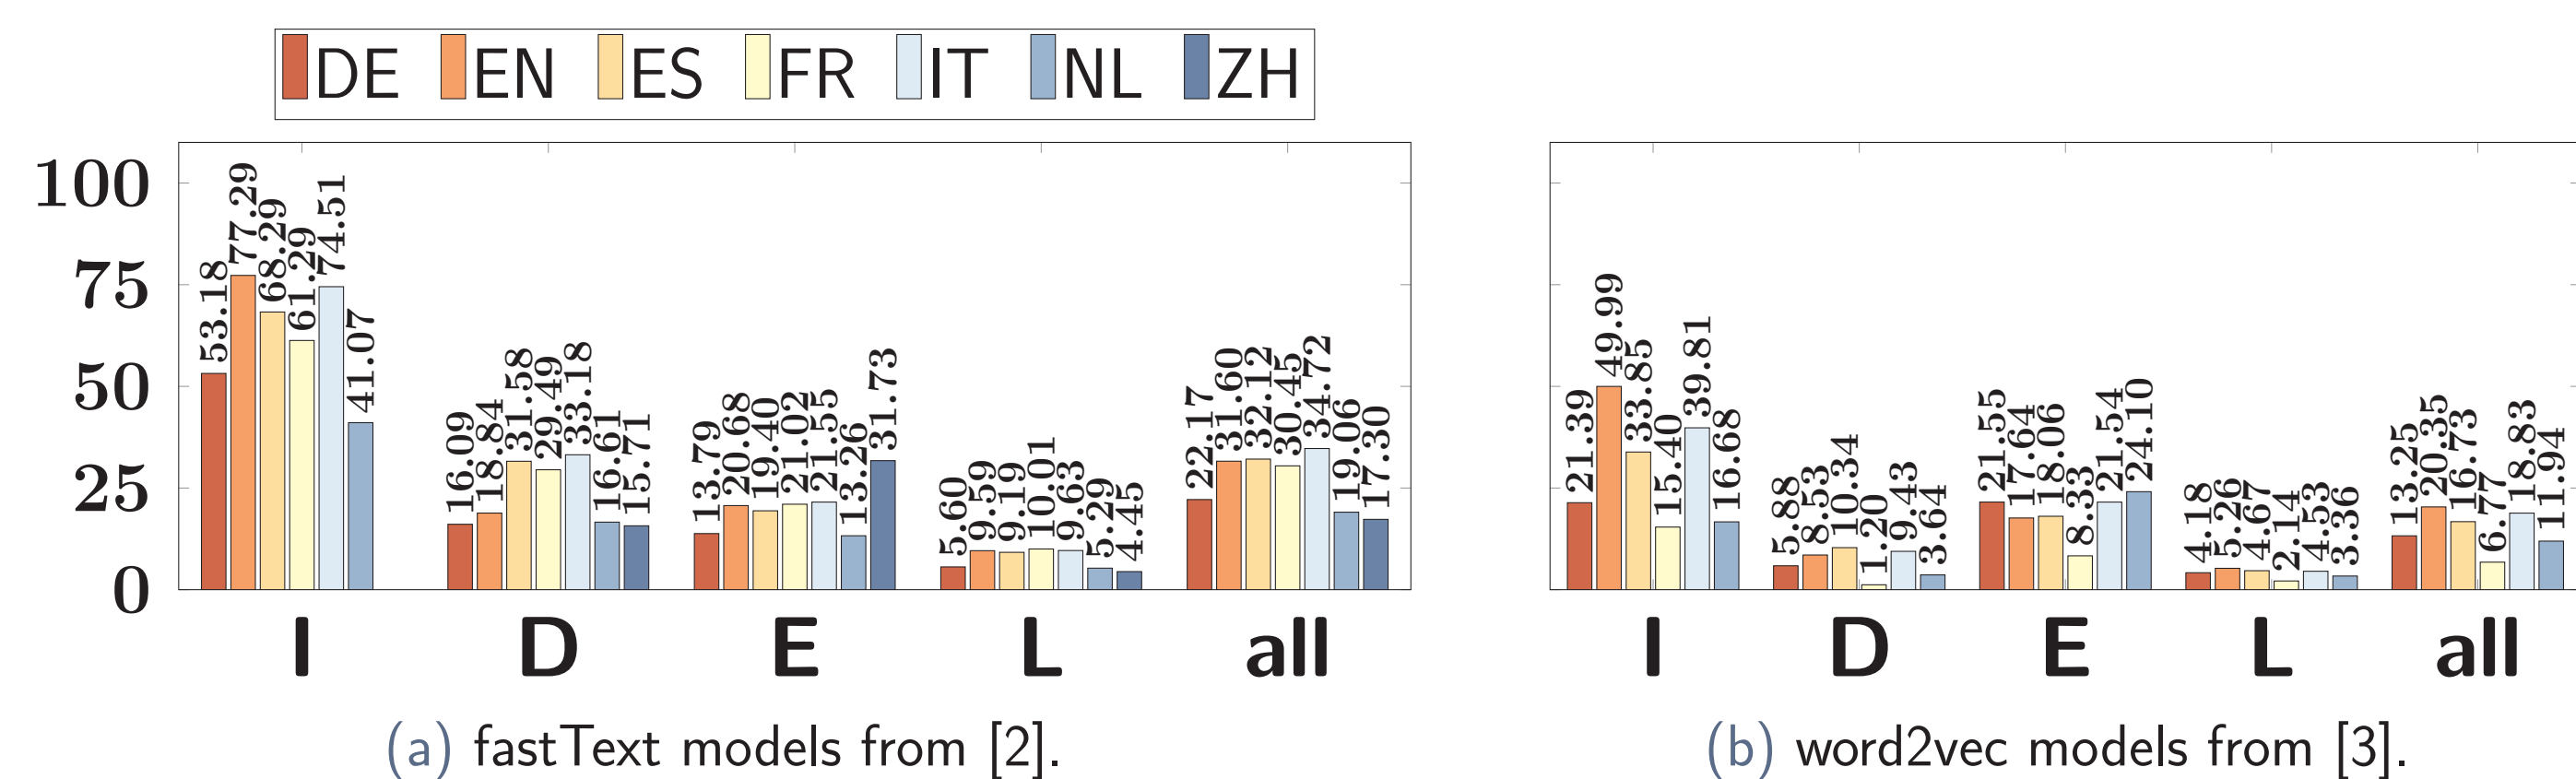 DE EN ES FR IT NL ZH
100
75
50
25
0
53.18 77.29 68.29 61.29 74.51 41.07
16.09 18.84 31.58 29.49 33.18 16.61 15.71
13.79 20.68 19.40 21.02 21.55 13.26 31.73
5.60 9.59 9.19 10.01 9.63 5.29 4.45
22.17 31.60 32.12 30.45 34.72 19.06 17.30
I D E L all
(a) fastText models from [2].
21.39 49.99 33.85 15.40 39.81 16.68
5.88 8.53 10.34 1.20 9.43 3.64
21.55 17.64 18.06 8.33 21.54 24.10
4.18 5.26 4.67 2.14 4.53 3.36
13.25 20.35 16.73 6.77 18.83 11.94
I D E L all
(b) word2vec models from [3].